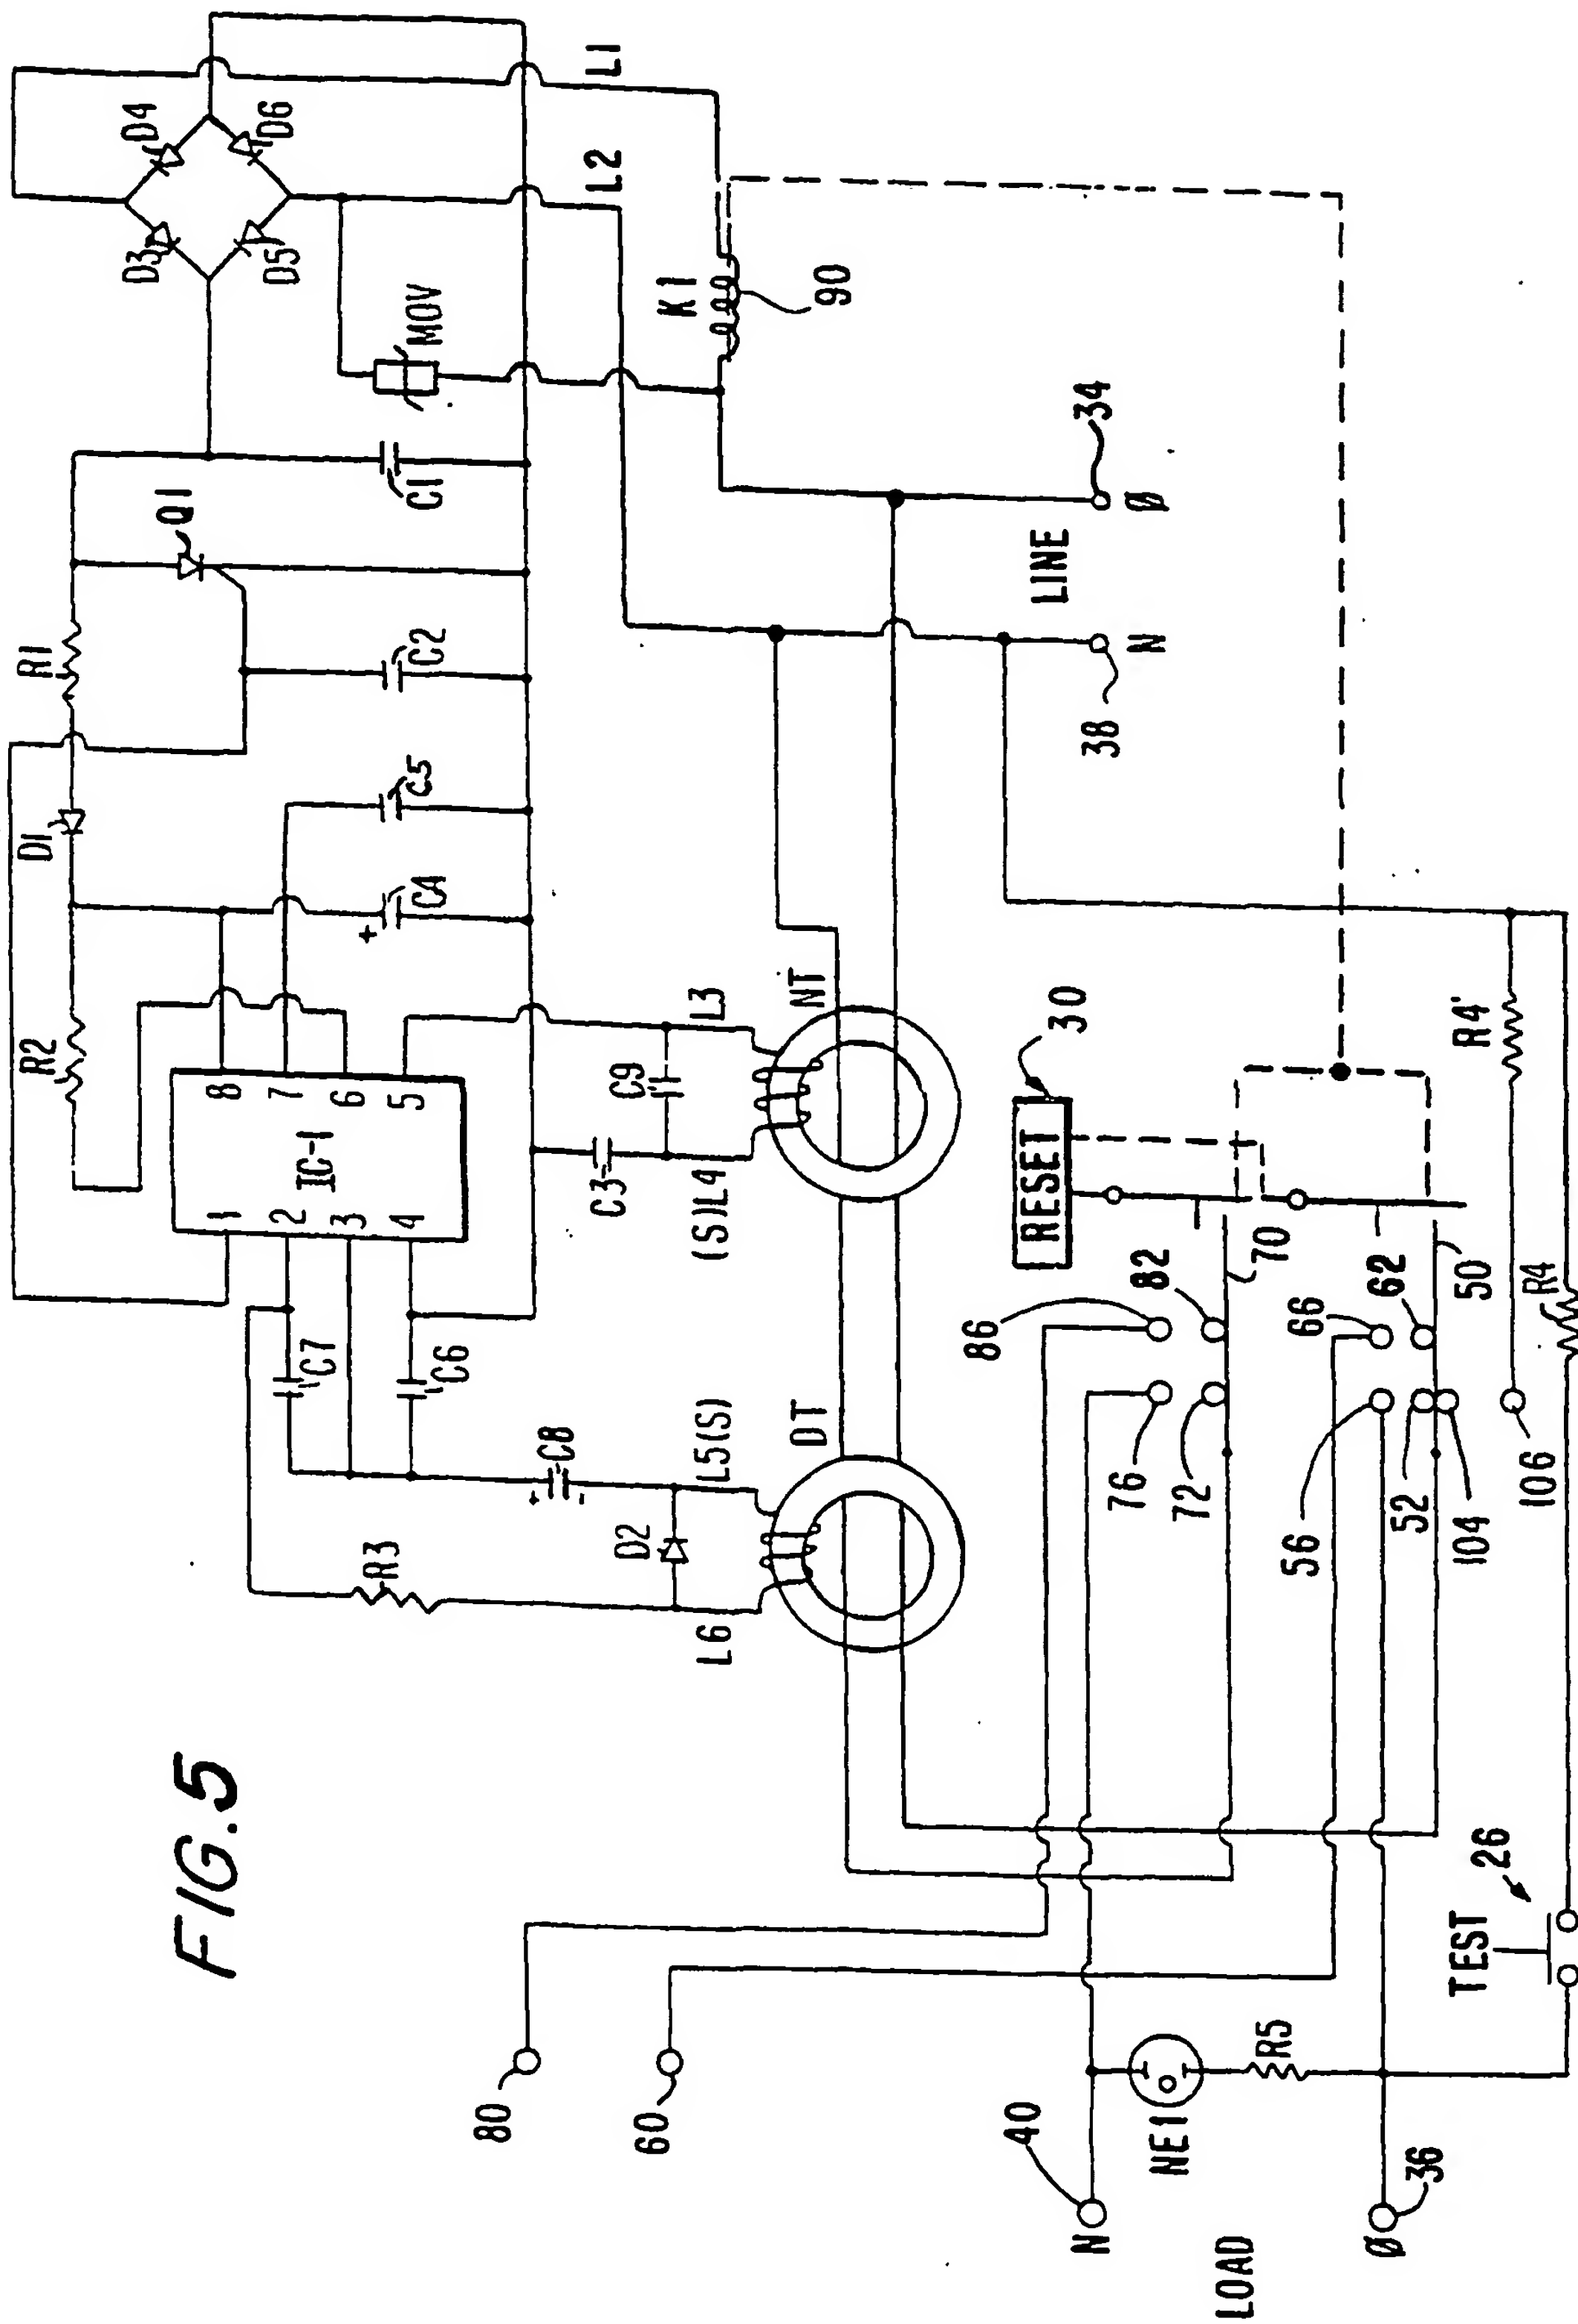 FIG.5
L1
L2
D4
D6
D3
D5
MOV
K1
90
C1
Q1
34
Ø
LINE
N
38
R1
C2
D1
C5
C4
+
R2
8
7
6
5
IC-1
1
2
3
4
L3
NT
C9
C3
(S)L4
30
RESET
C7
C6
R3
+
C8
-
D2
L5(S)
L6
DT
86
82
70
66
62
50
76
72
56
52
104
106
R4'
R4
26
TEST
80
60
40
N
NE1
R5
LOAD
Ø
36